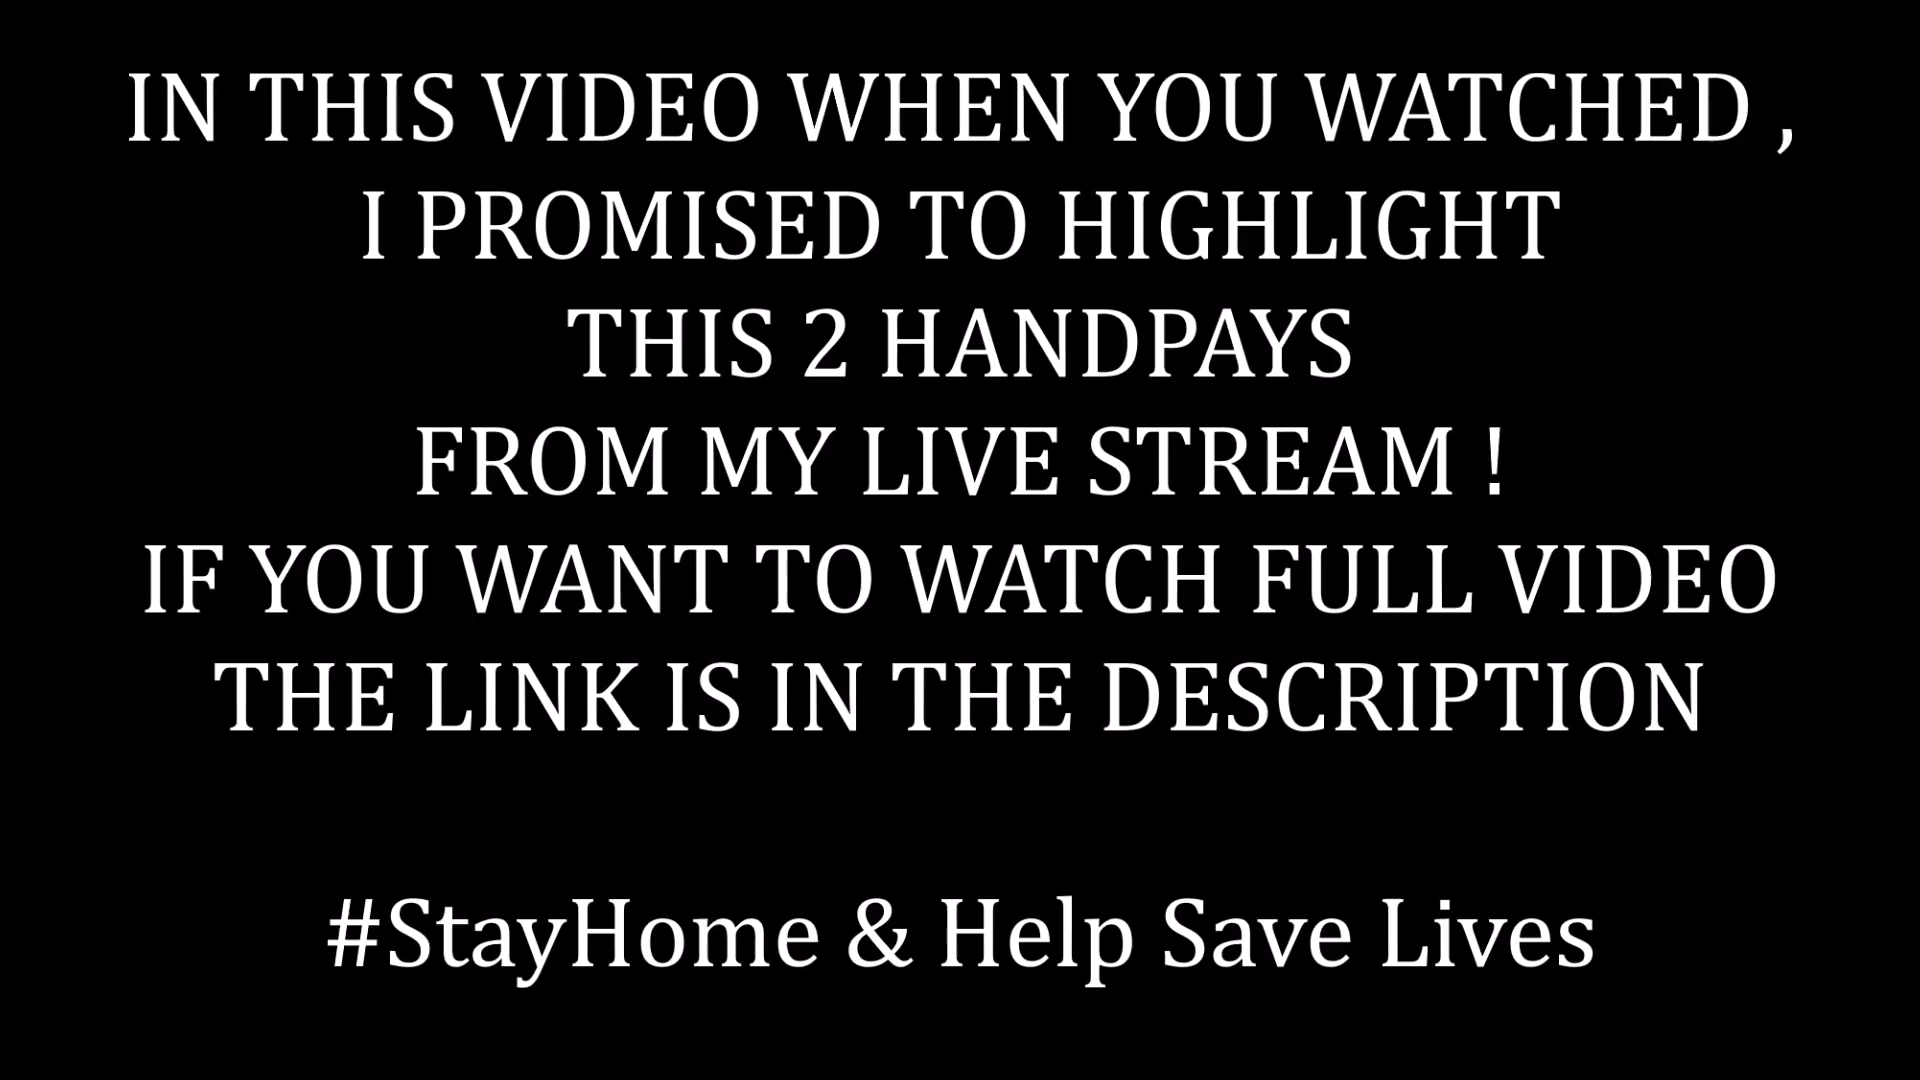 IN THIS VIDEO WHEN YOU WATCHED ,
I PROMISED TO HIGHLIGHT
THIS 2 HANDPAYS
FROM MY LIVE STREAM !
IF YOU WANT TO WATCH FULL VIDEO
THE LINK IS IN THE DESCRIPTION
#StayHome & Help Save Lives